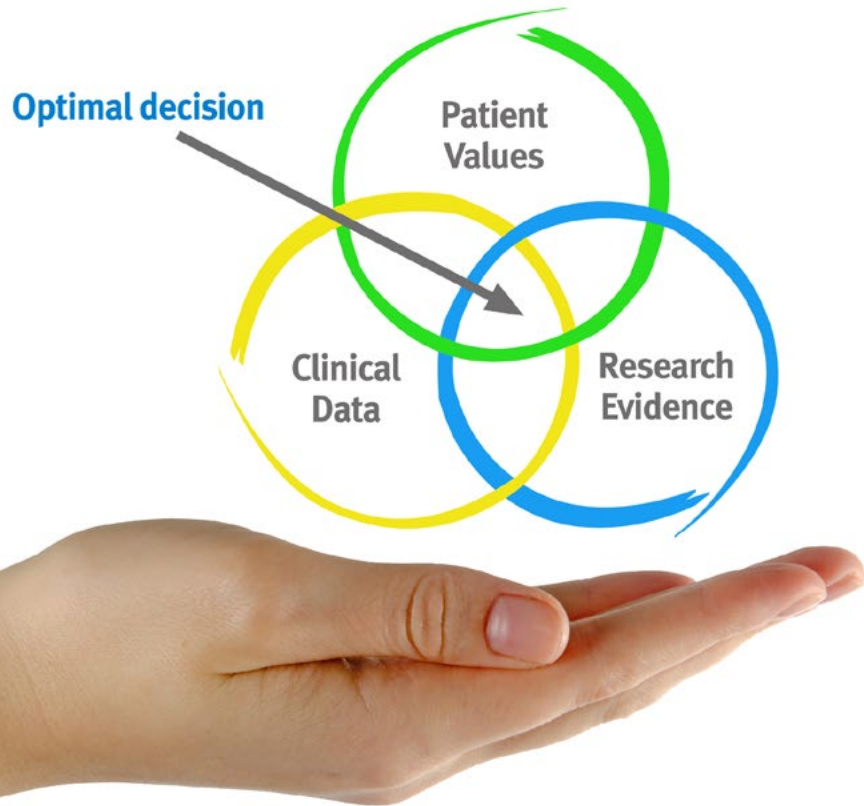 Optimal decision
Patient
Values
Clinical
Data
Research
Evidence